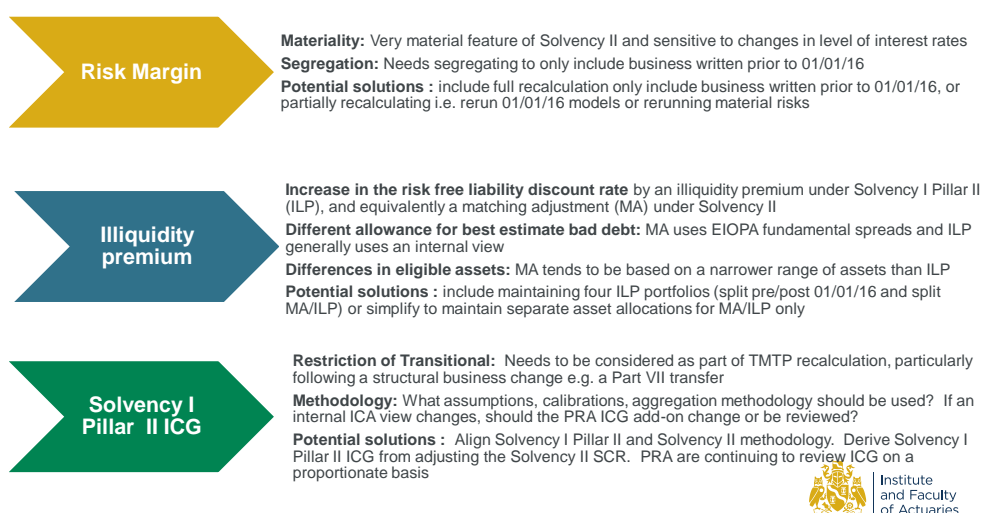 Risk Margin
Materiality: Very material feature of Solvency II and sensitive to changes in level of interest rates
Segregation: Needs segregating to only include business written prior to 01/01/16
Potential solutions : include full recalculation only include business written prior to 01/01/16, or
partially recalculating i.e. rerun 01/01/16 models or rerunning material risks
Illiquidity
premium
Increase in the risk free liability discount rate by an illiquidity premium under Solvency I Pillar II
(ILP), and equivalently a matching adjustment (MA) under Solvency II
Different allowance for best estimate bad debt: MA uses EIOPA fundamental spreads and ILP
generally uses an internal view
Differences in eligible assets: MA tends to be based on a narrower range of assets than ILP
Potential solutions : include maintaining four ILP portfolios (split pre/post 01/01/16 and split
MA/ILP) or simplify to maintain separate asset allocations for MA/ILP only
Solvency I
Pillar II ICG
Restriction of Transitional: Needs to be considered as part of TMTP recalculation, particularly
following a structural business change e.g. a Part VII transfer
Methodology: What assumptions, calibrations, aggregation methodology should be used? If an
internal ICA view changes, should the PRA ICG add-on change or be reviewed?
Potential solutions : Align Solvency I Pillar II and Solvency II methodology. Derive Solvency I
Pillar II ICG from adjusting the Solvency II SCR. PRA are continuing to review ICG on a
proportionate basis
Institute
and Faculty
of Actuaries